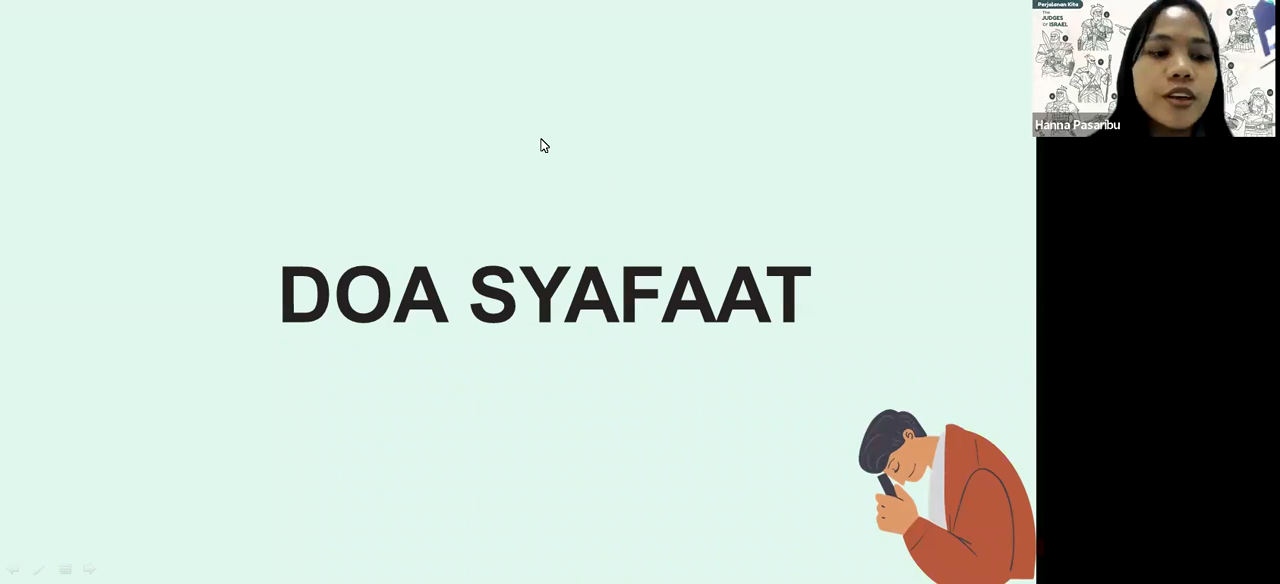 DOA SYAFAAT
Perjalanan Kita
The
JUDGES
OF ISRAEL
Hanna Pasaribu